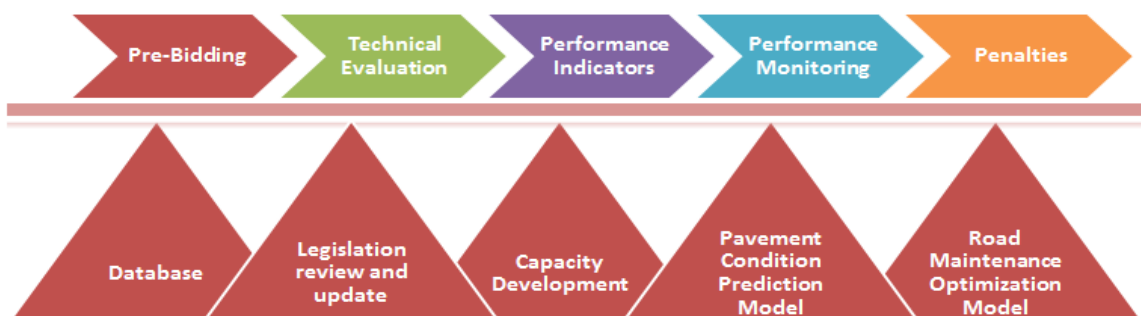 Pre-Bidding
Technical
Evaluation
Performance
Indicators
Performance
Monitoring
Penalties
Database
Legislation
review and
update
Capacity
Development
Pavement
Condition
Prediction
Model
Road
Maintenance
Optimization
Model